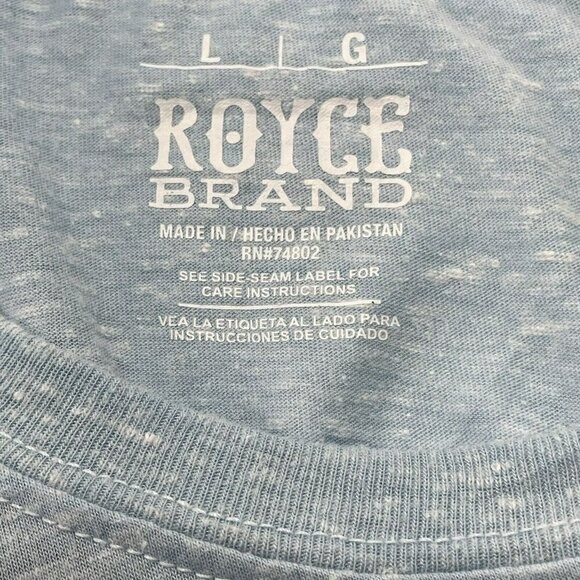 L | G
ROYCE
BRAND
MADE IN / HECHO EN PAKISTAN
RN#74802
SEE SIDE SEAM LABEL FOR
CARE INSTRUCTIONS
VEA LA ETIQUETA AL LADO PARA
INSTRUCCIONES DE CUIDADO